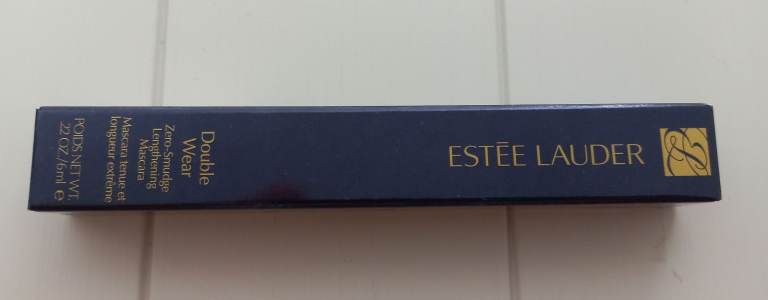 ESTĒE LAUDER
Double
Wear
Zero-Smudge
Lengthening
Mascara
Mascara tenue et
longueur extrême
POIDS NET WT.
.22 OZ/6ml ℮